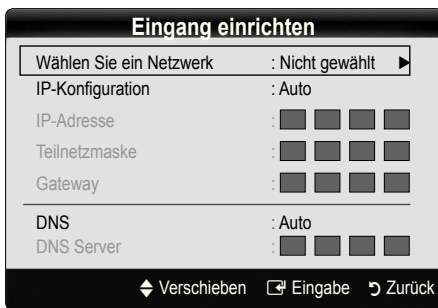 Eingang einrichten
Wählen Sie ein Netzwerk : Nicht gewählt ▶
IP-Konfiguration : Auto
IP-Adresse :
Teilnetzmaske :
Gateway :
DNS : Auto
DNS Server :
Verschieben Eingabe Zurück